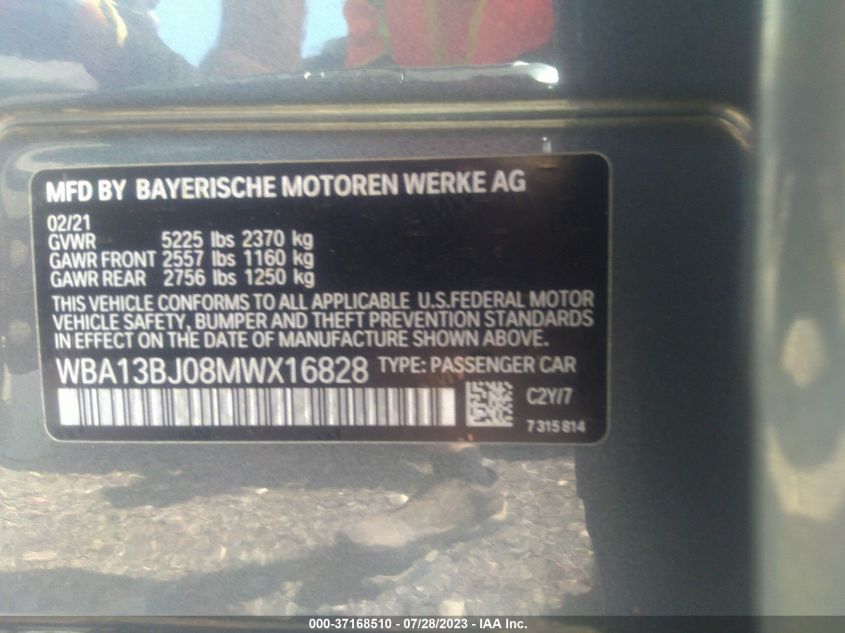 MFD BY BAYERISCHE MOTOREN WERKE AG
02/21
GVWR 5225 lbs 2370 kg
GAWR FRONT 2557 lbs 1160 kg
GAWR REAR 2756 lbs 1250 kg
THIS VEHICLE CONFORMS TO ALL APPLICABLE U.S.FEDERAL MOTOR
VEHICLE SAFETY, BUMPER AND THEFT PREVENTION STANDARDS
IN EFFECT ON THE DATE OF MANUFACTURE SHOWN ABOVE.
WBA13BJ08MWX16828 TYPE: PASSENGER CAR
C2Y/7
7 315 814
000-37168510 / 07/28/2023 - IAA Inc.